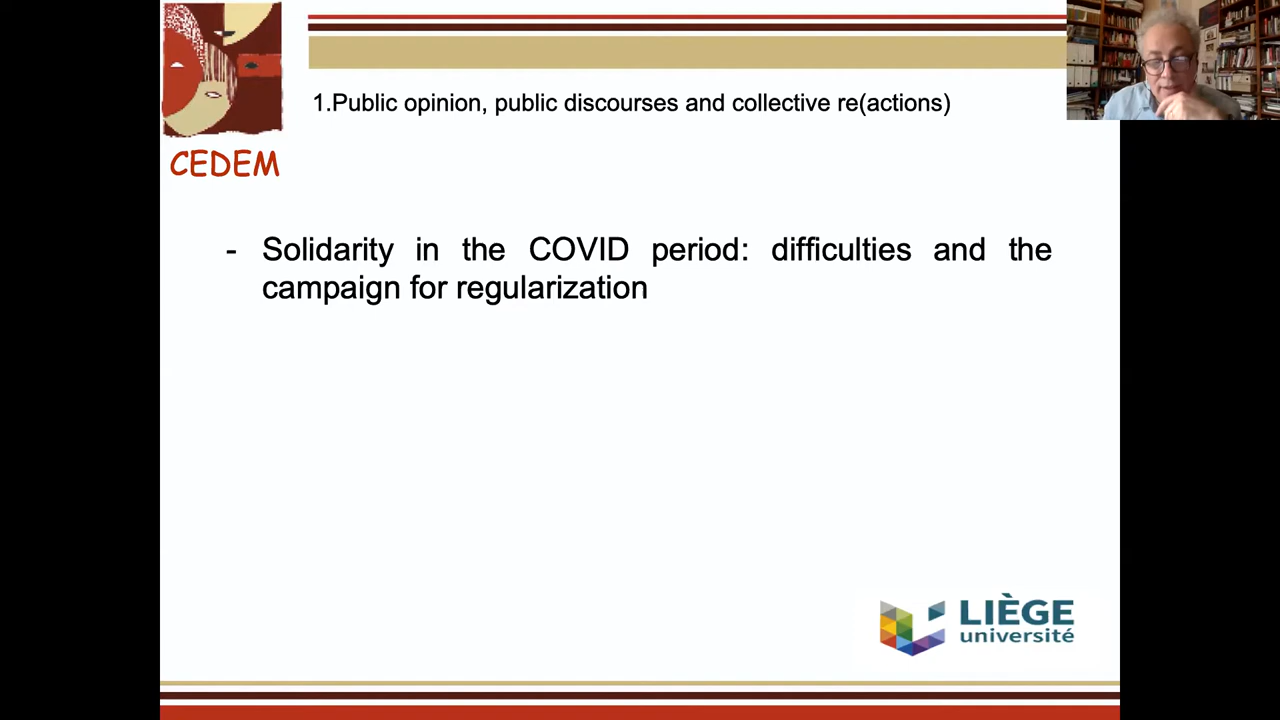 1.Public opinion, public discourses and collective re(actions)
CEDEM
- Solidarity in the COVID period: difficulties and the
campaign for regularization
LIÈGE
université